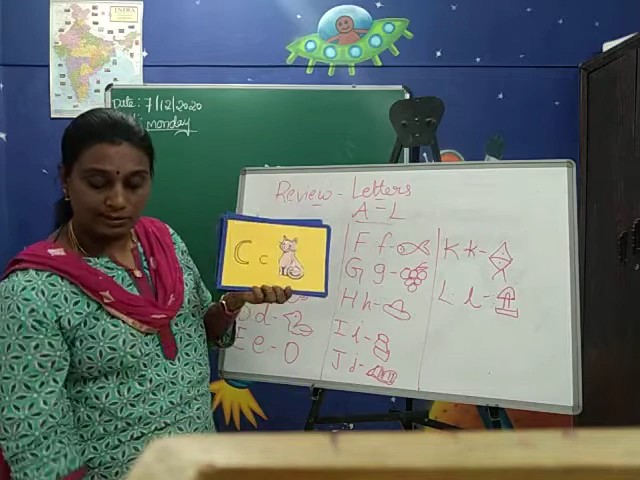 INDIA
Date: 7/12/2020
monday
Review - Letters
A - L
C c
D d -
E e -
F f -
G g -
H h -
I i -
J j -
K k -
L l -